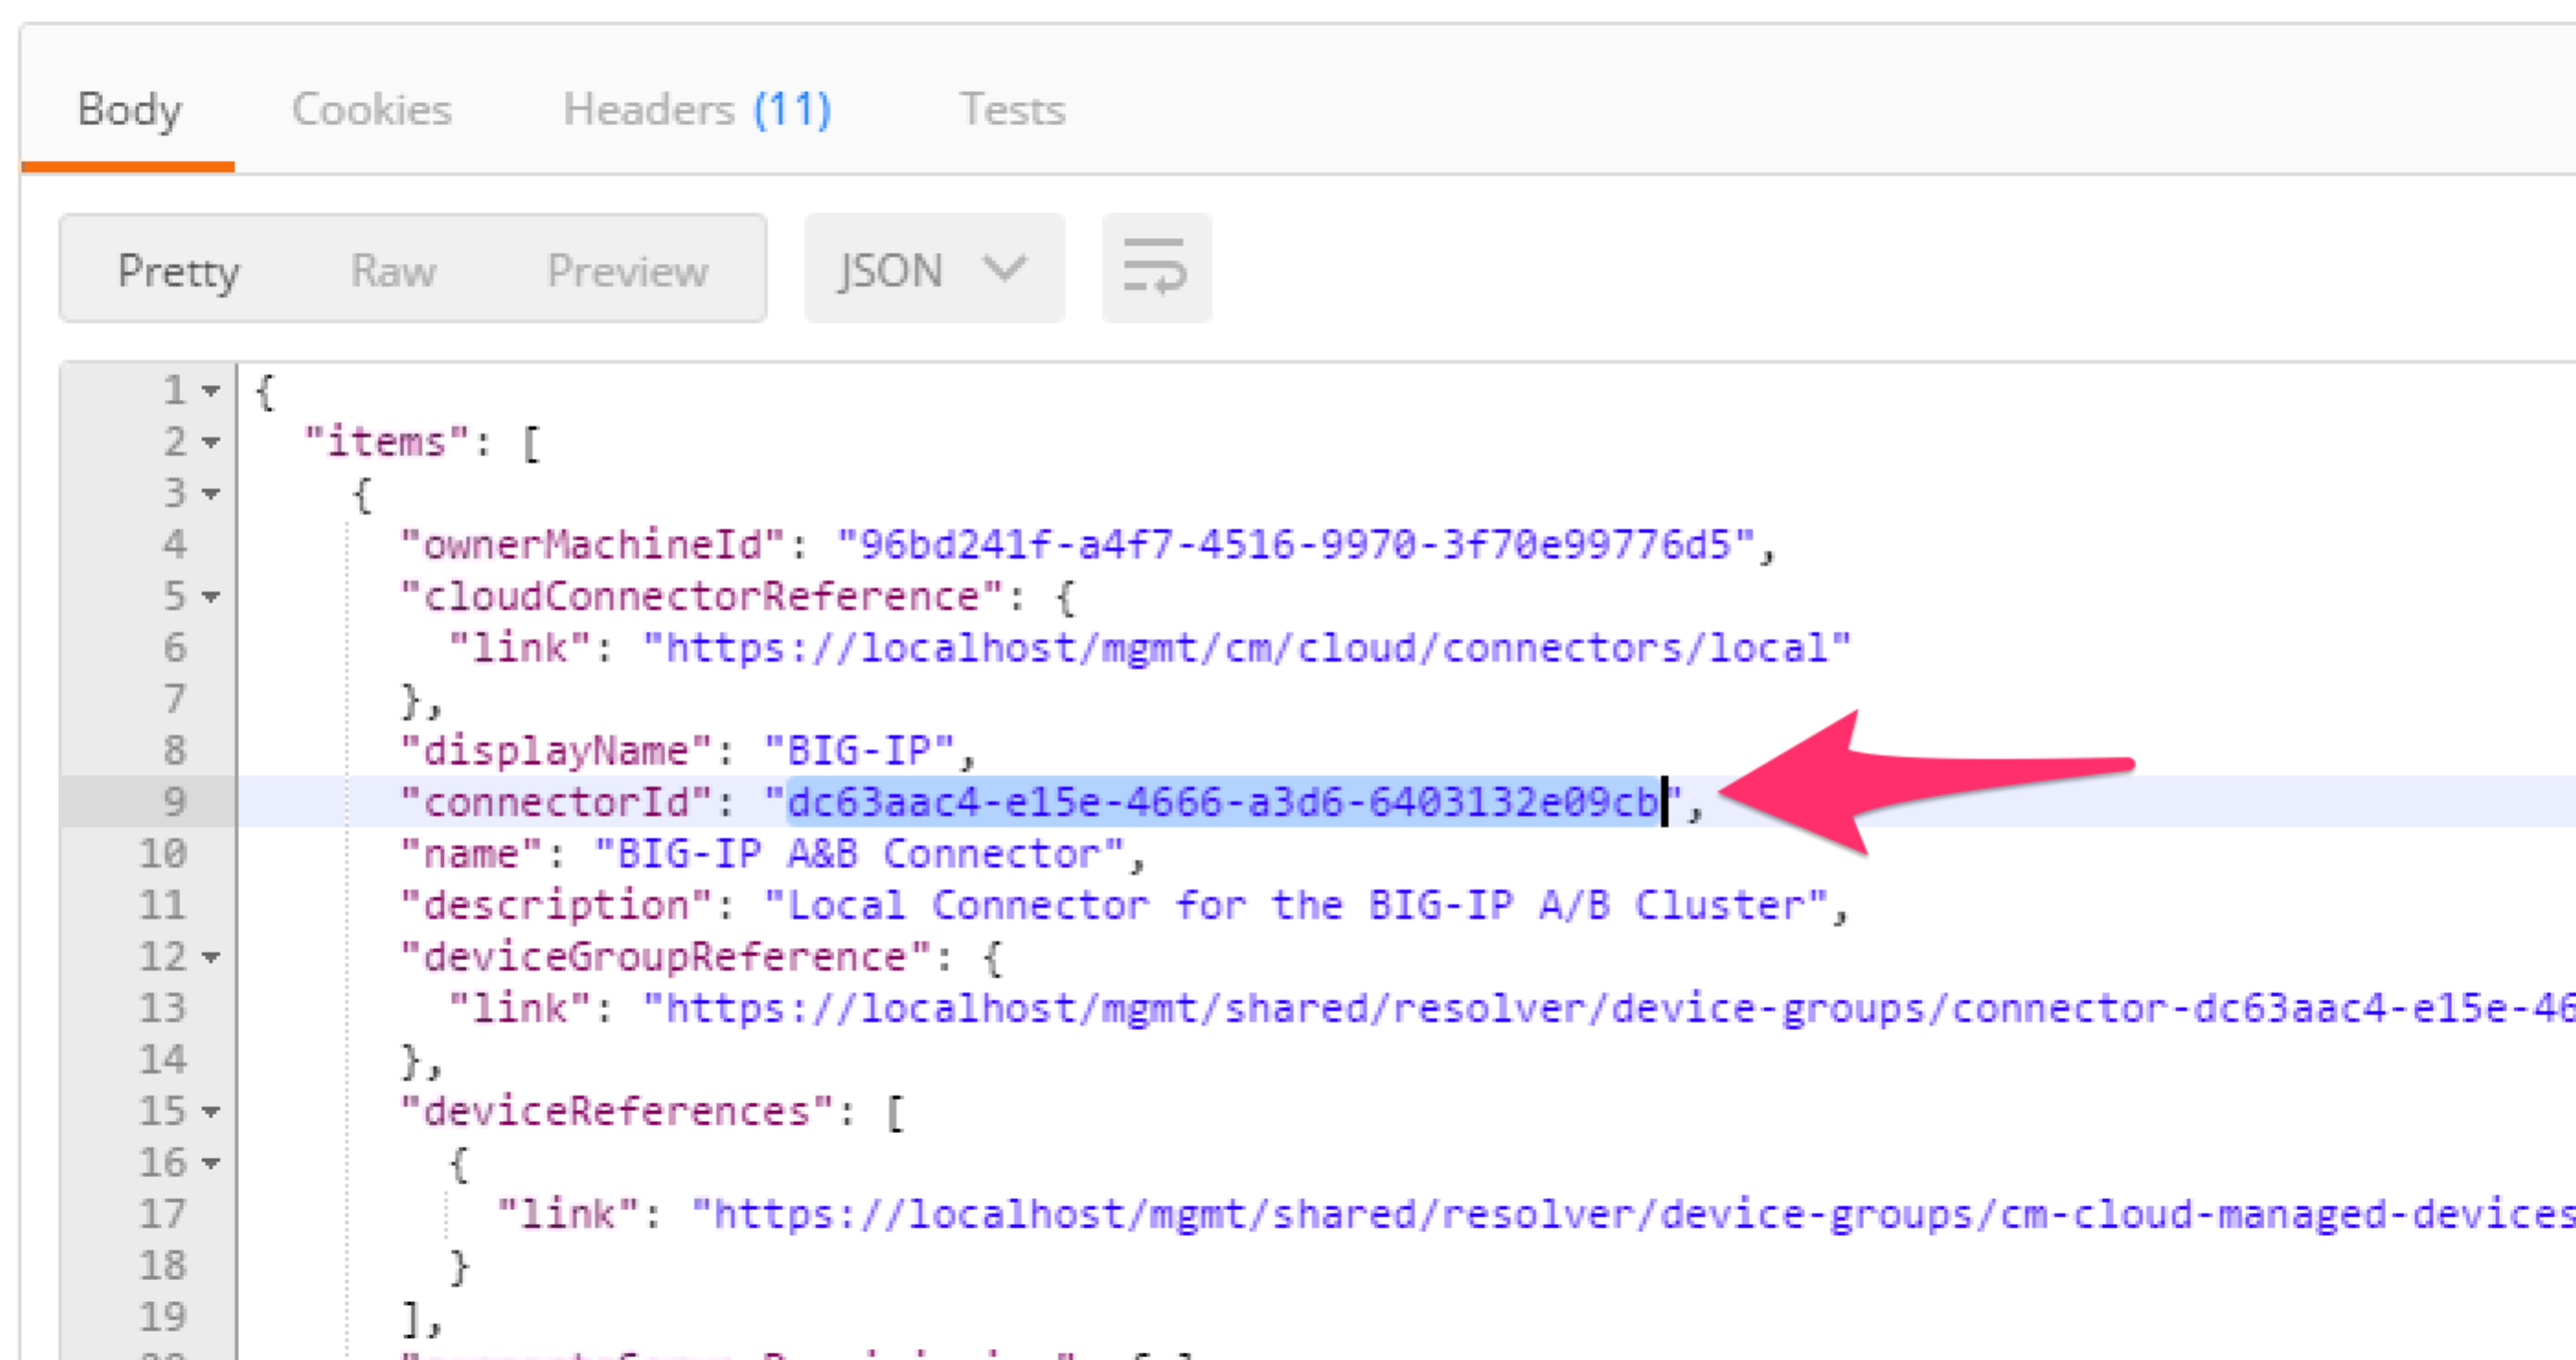 Body Cookies Headers (11) Tests
Pretty Raw Preview JSON
1 {
2 "items": [
3 {
4 "ownerMachineId": "96bd241f-a4f7-4516-9970-3f70e99776d5",
5 "cloudConnectorReference": {
6 "link": "https://localhost/mgmt/cm/cloud/connectors/local"
7 },
8 "displayName": "BIG-IP",
9 "connectorId": "dc63aac4-e15e-4666-a3d6-6403132e09cb",
10 "name": "BIG-IP A&B Connector",
11 "description": "Local Connector for the BIG-IP A/B Cluster",
12 "deviceGroupReference": {
13 "link": "https://localhost/mgmt/shared/resolver/device-groups/connector-dc63aac4-e15e-46
14 },
15 "deviceReferences": [
16 {
17 "link": "https://localhost/mgmt/shared/resolver/device-groups/cm-cloud-managed-devices
18 }
19 ],